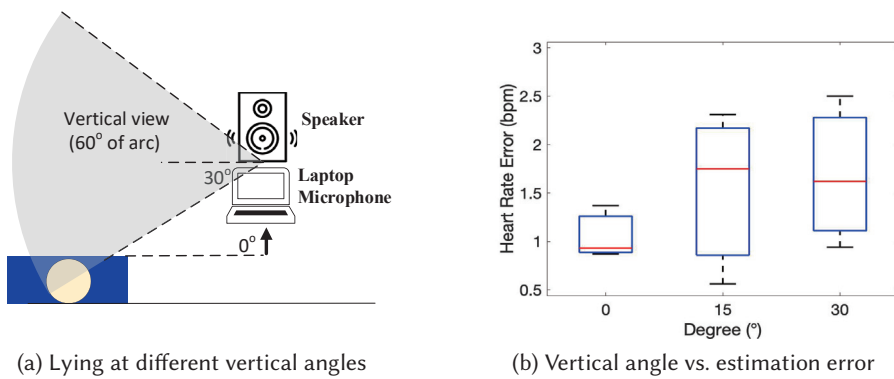 Vertical view
(60° of arc)
30°
0°
Speaker
Laptop
Microphone
(a) Lying at different vertical angles
Heart Rate Error (bpm)
3
2.5
2
1.5
1
0.5
0
15
30
Degree (°)
(b) Vertical angle vs. estimation error